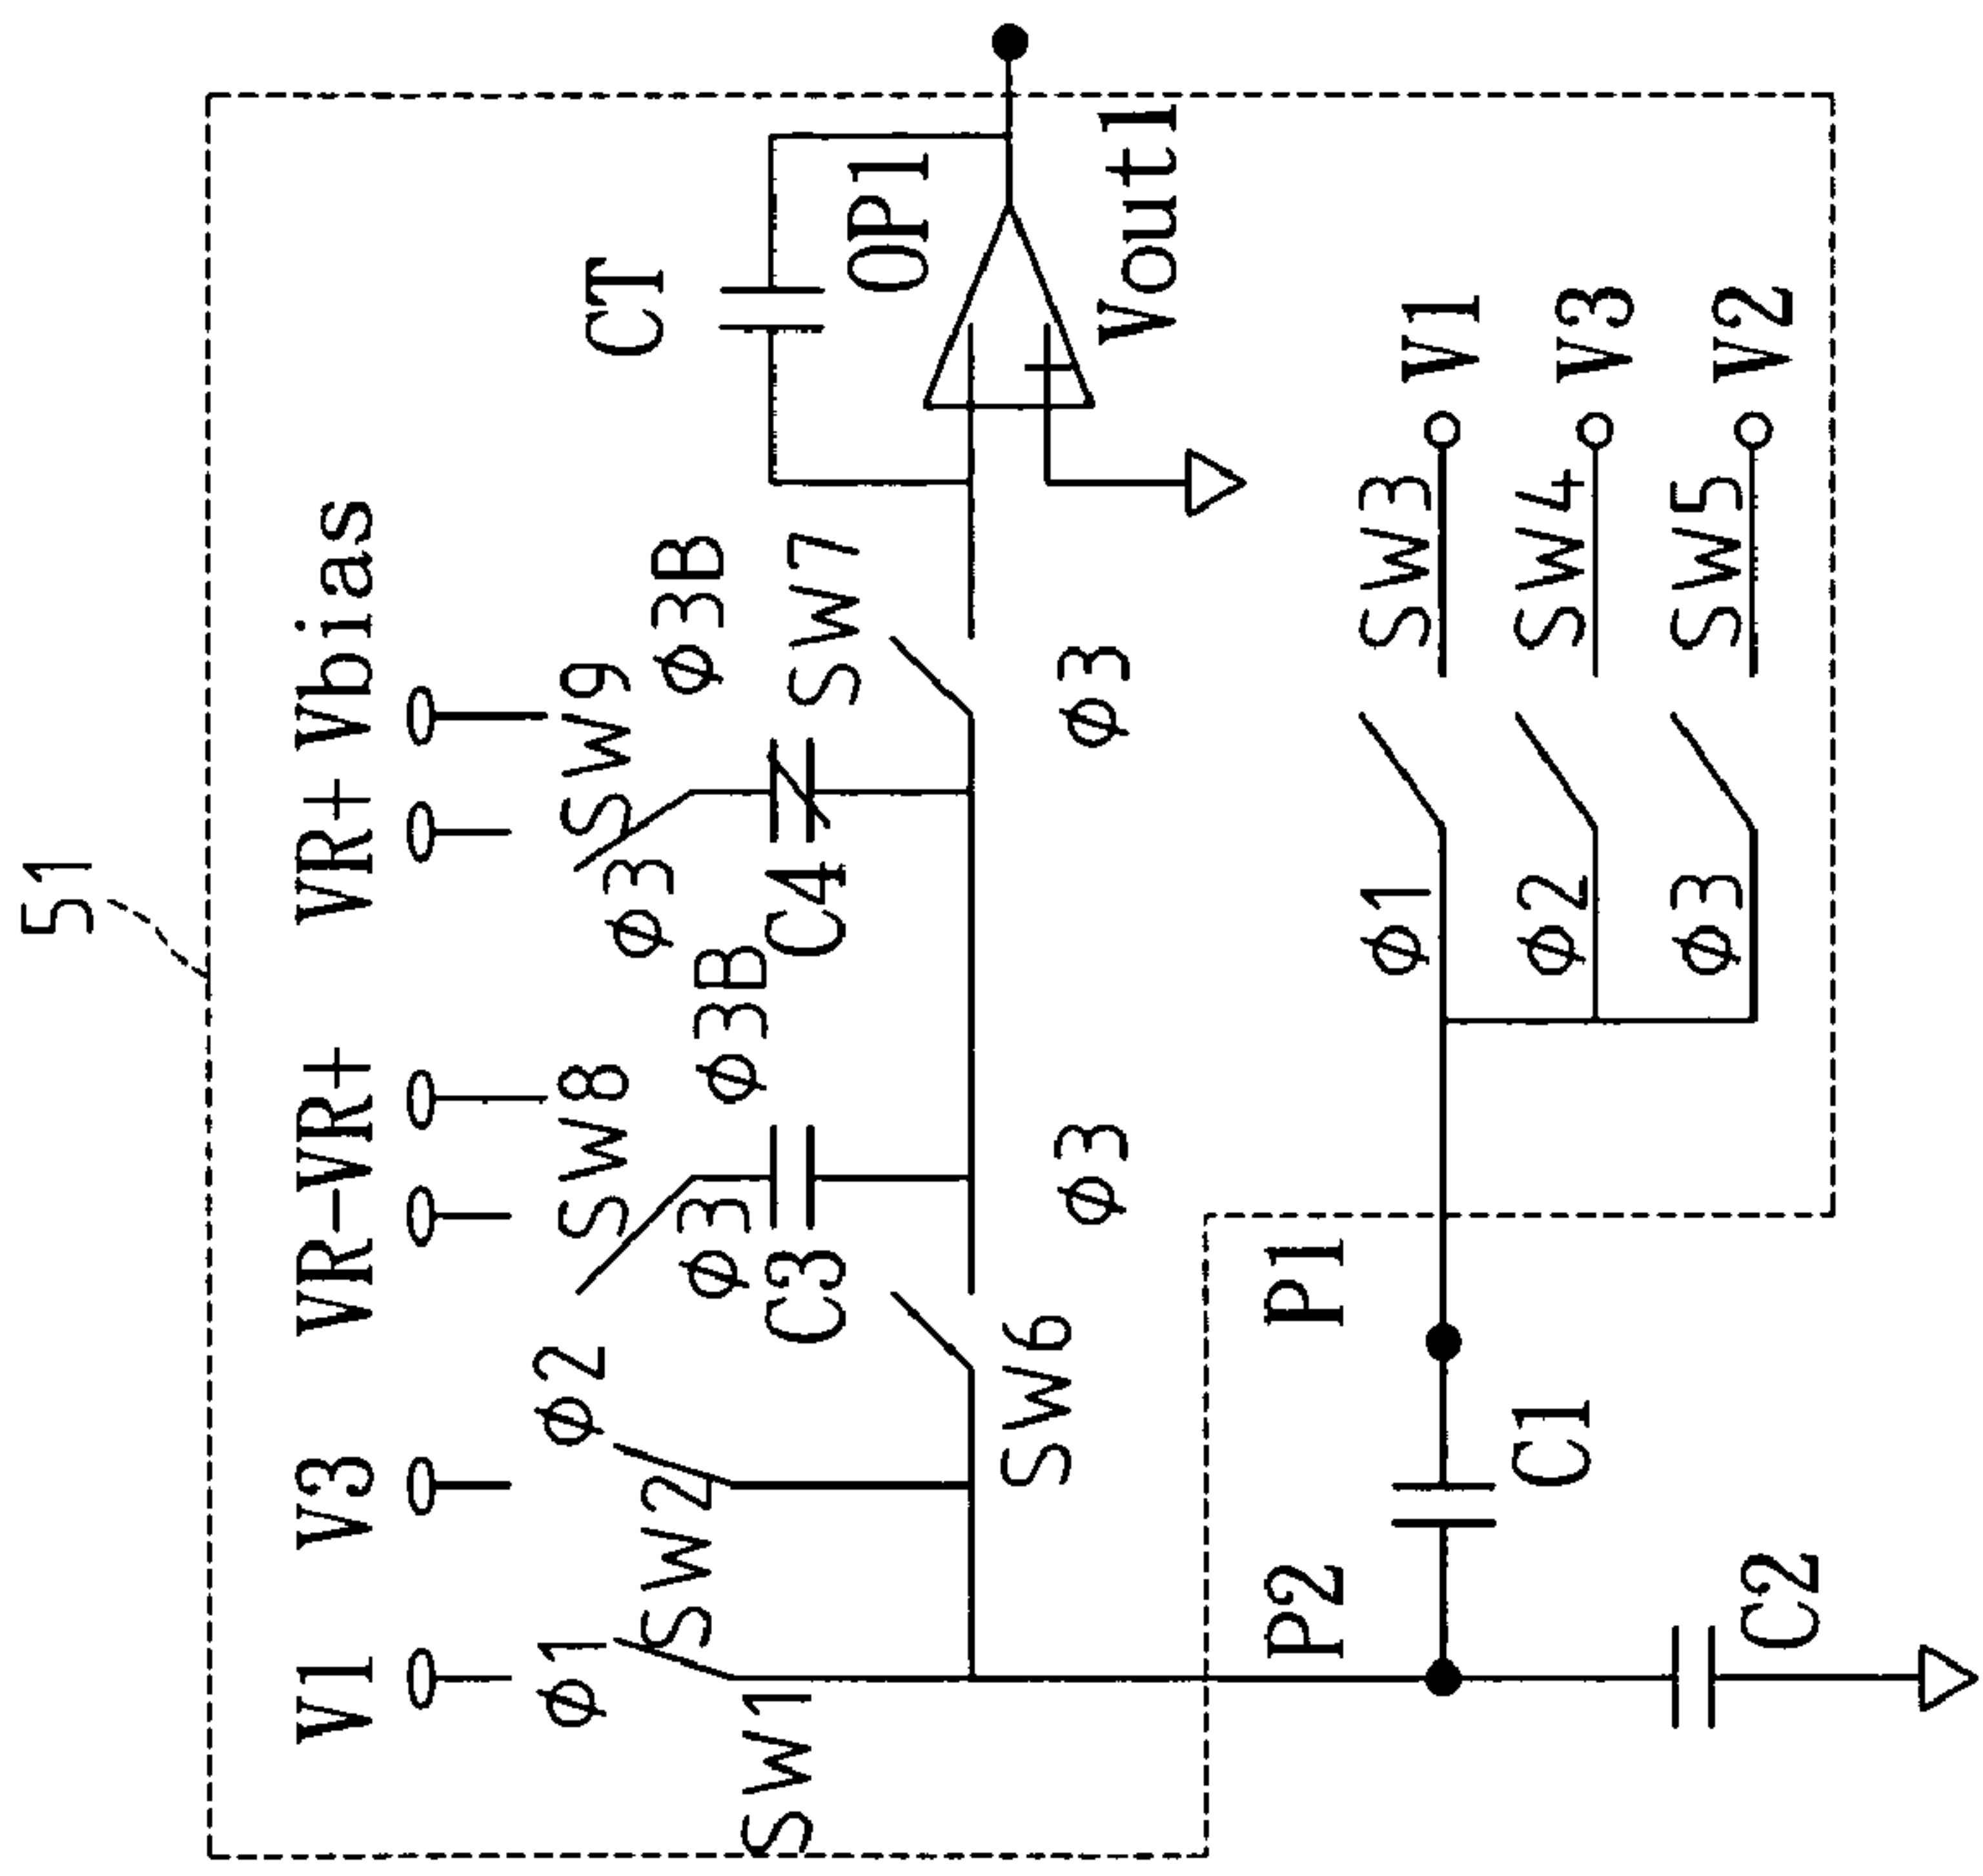 51
V1
V3
VR-
VR+
VR+
Vbias
φ1
φ2
SW1
SW2
SW8
φ3
φ3B
C3
SW9
φ3
φ3B
C4
SW7
CT
OP1
SW6
φ3
φ3
Vout1
P2
P1
φ1
SW3
V1
C1
φ2
SW4
V3
C2
φ3
SW5
V2